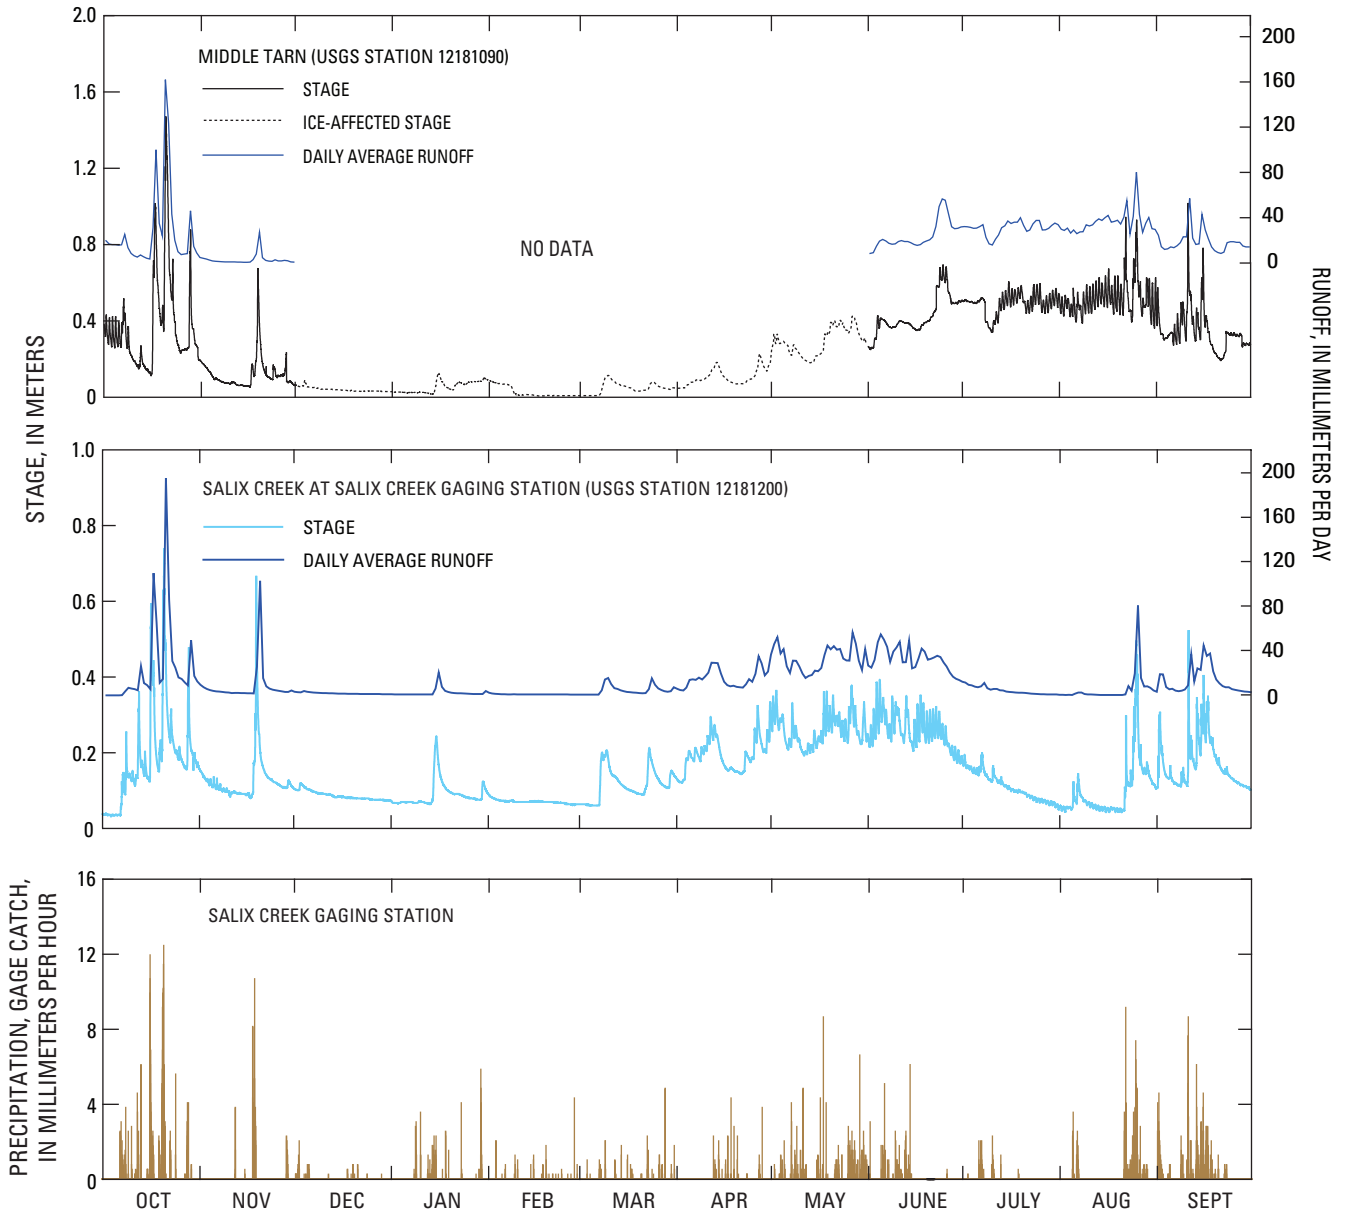 2.0
1.6
1.2
0.8
0.4
0
200
160
120
80
40
0
MIDDLE TARN (USGS STATION 12181090)
STAGE
ICE-AFFECTED STAGE
DAILY AVERAGE RUNOFF
NO DATA
STAGE, IN METERS
RUNOFF, IN MILLIMETERS PER DAY
1.0
0.8
0.6
0.4
0.2
0
200
160
120
80
40
0
SALIX CREEK AT SALIX CREEK GAGING STATION (USGS STATION 12181200)
STAGE
DAILY AVERAGE RUNOFF
PRECIPITATION, GAGE CATCH,
IN MILLIMETERS PER HOUR
16
12
8
4
0
SALIX CREEK GAGING STATION
OCT NOV DEC JAN FEB MAR APR MAY JUNE JULY AUG SEPT